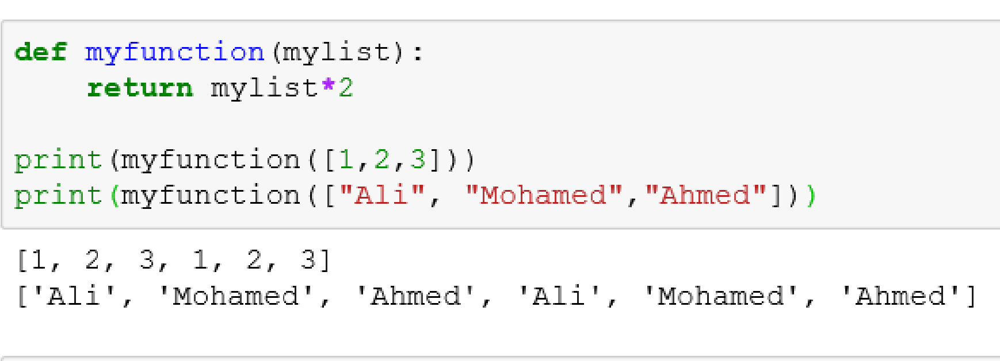 def myfunction(mylist):
    return mylist*2
print(myfunction([1,2,3]))
print(myfunction(["Ali", "Mohamed","Ahmed"]))
[1, 2, 3, 1, 2, 3]
['Ali', 'Mohamed', 'Ahmed', 'Ali', 'Mohamed', 'Ahmed']